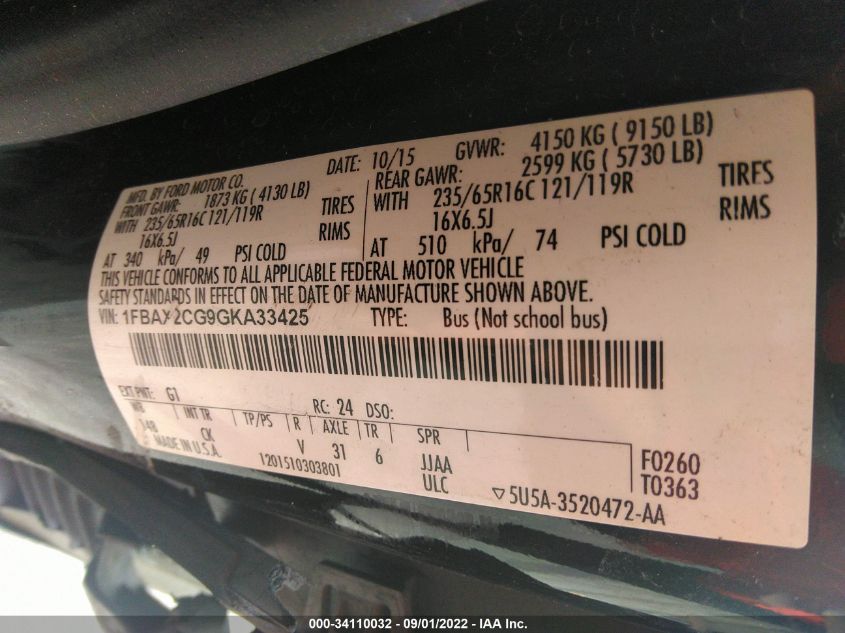 MFD. BY FORD MOTOR CO.
DATE: 10/15 GVWR: 4150 KG ( 9150 LB)
FRONT GAWR: 1873 KG ( 4130 LB)
REAR GAWR: 2599 KG ( 5730 LB)
WITH 235/65R16C 121/119R TIRES
WITH 235/65R16C 121/119R TIRES
16X6.5J RIMS
16X6.5J RIMS
AT 340 kPa/ 49 PSI COLD
AT 510 kPa/ 74 PSI COLD
THIS VEHICLE CONFORMS TO ALL APPLICABLE FEDERAL MOTOR VEHICLE
SAFETY STANDARDS IN EFFECT ON THE DATE OF MANUFACTURE SHOWN ABOVE.
VIN: 1FBAX2CG9GKA33425 TYPE: Bus (Not school bus)
EXT PNT: G1 RC: 24 DSO:
WB INT TR TP/PS R AXLE TR SPR
148 CK V 31 6 JJAA F0260
MADE IN U.S.A. 1201510303801 ULC T0363
5U5A-3520472-AA
000-34110032 - 09/01/2022 - IAA Inc.